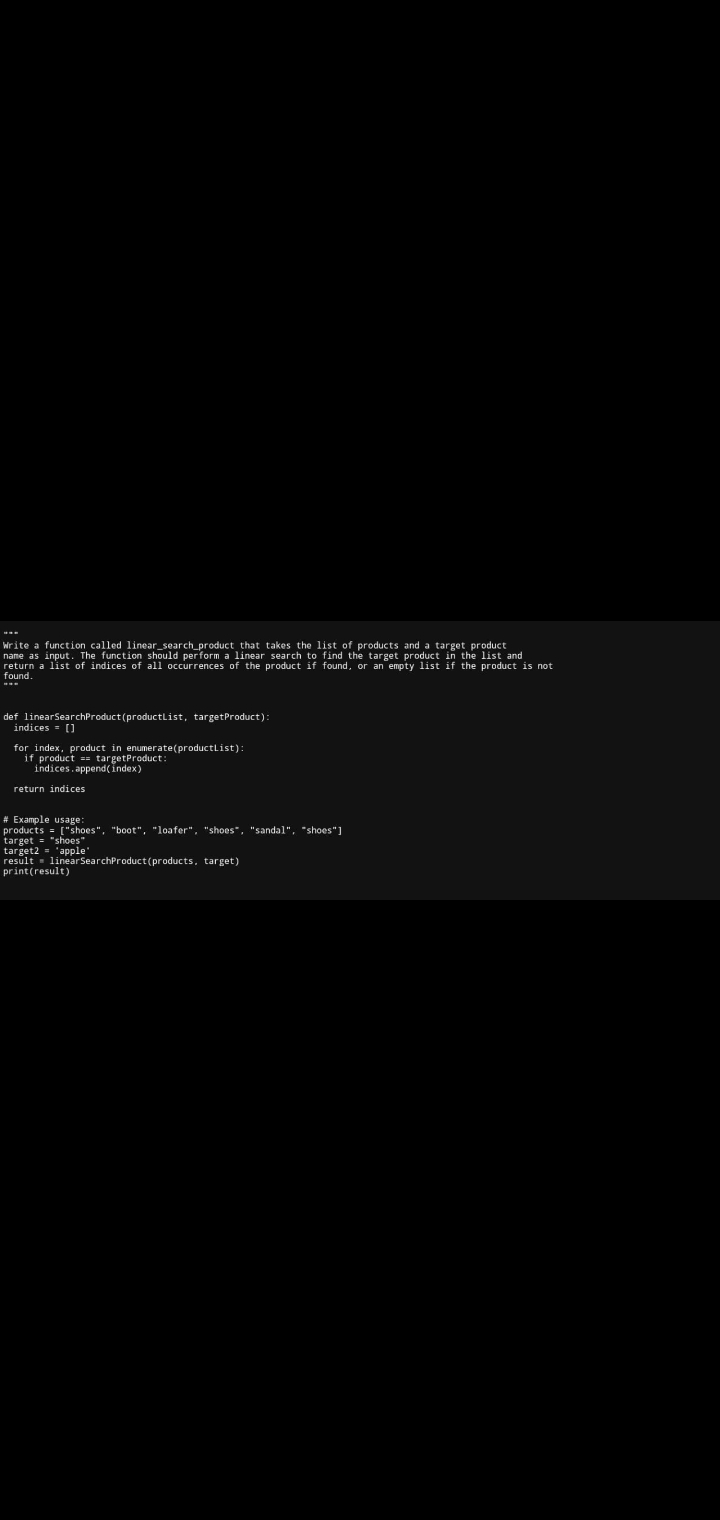 """
Write a function called linear_search_product that takes the list of products and a target product
name as input. The function should perform a linear search to find the target product in the list and
return a list of indices of all occurrences of the product if found, or an empty list if the product is not
found.
"""
def linearSearchProduct(productList, targetProduct):
  indices = []
  for index, product in enumerate(productList):
    if product == targetProduct:
      indices.append(index)
  return indices
# Example usage:
products = ["shoes", "boot", "loafer", "shoes", "sandal", "shoes"]
target = "shoes"
target2 = 'apple'
result = linearSearchProduct(products, target)
print(result)